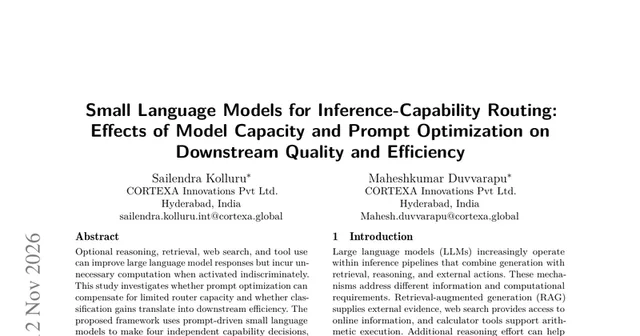 Small Language Models for Inference-Capability Routing:
Effects of Model Capacity and Prompt Optimization on
Downstream Quality and Efficiency
Sailendra Kolluru*
CORTEXA Innovations Pvt Ltd.
Hyderabad, India
sailendra.kolluru.int@cortexa.global
Maheshkumar Duvvarapu*
CORTEXA Innovations Pvt Ltd.
Hyderabad, India
Mahesh.duvvarapu@cortexa.global
Abstract
Optional reasoning, retrieval, web search, and tool use
can improve large language model responses but incur un-
necessary computation when activated indiscriminately.
This study investigates whether prompt optimization can
compensate for limited router capacity and whether clas-
sification gains translate into downstream efficiency. The
proposed framework uses prompt-driven small language
models to make four independent capability decisions,
1 Introduction
Large language models (LLMs) increasingly operate
within inference pipelines that combine generation with
retrieval, reasoning, and external actions. These mecha-
nisms address different information and computational
requirements. Retrieval-augmented generation (RAG)
supplies external evidence, web search provides access to
online information, and calculator tools support arith-
metic execution. Additional reasoning effort can help
2 Nov 2026